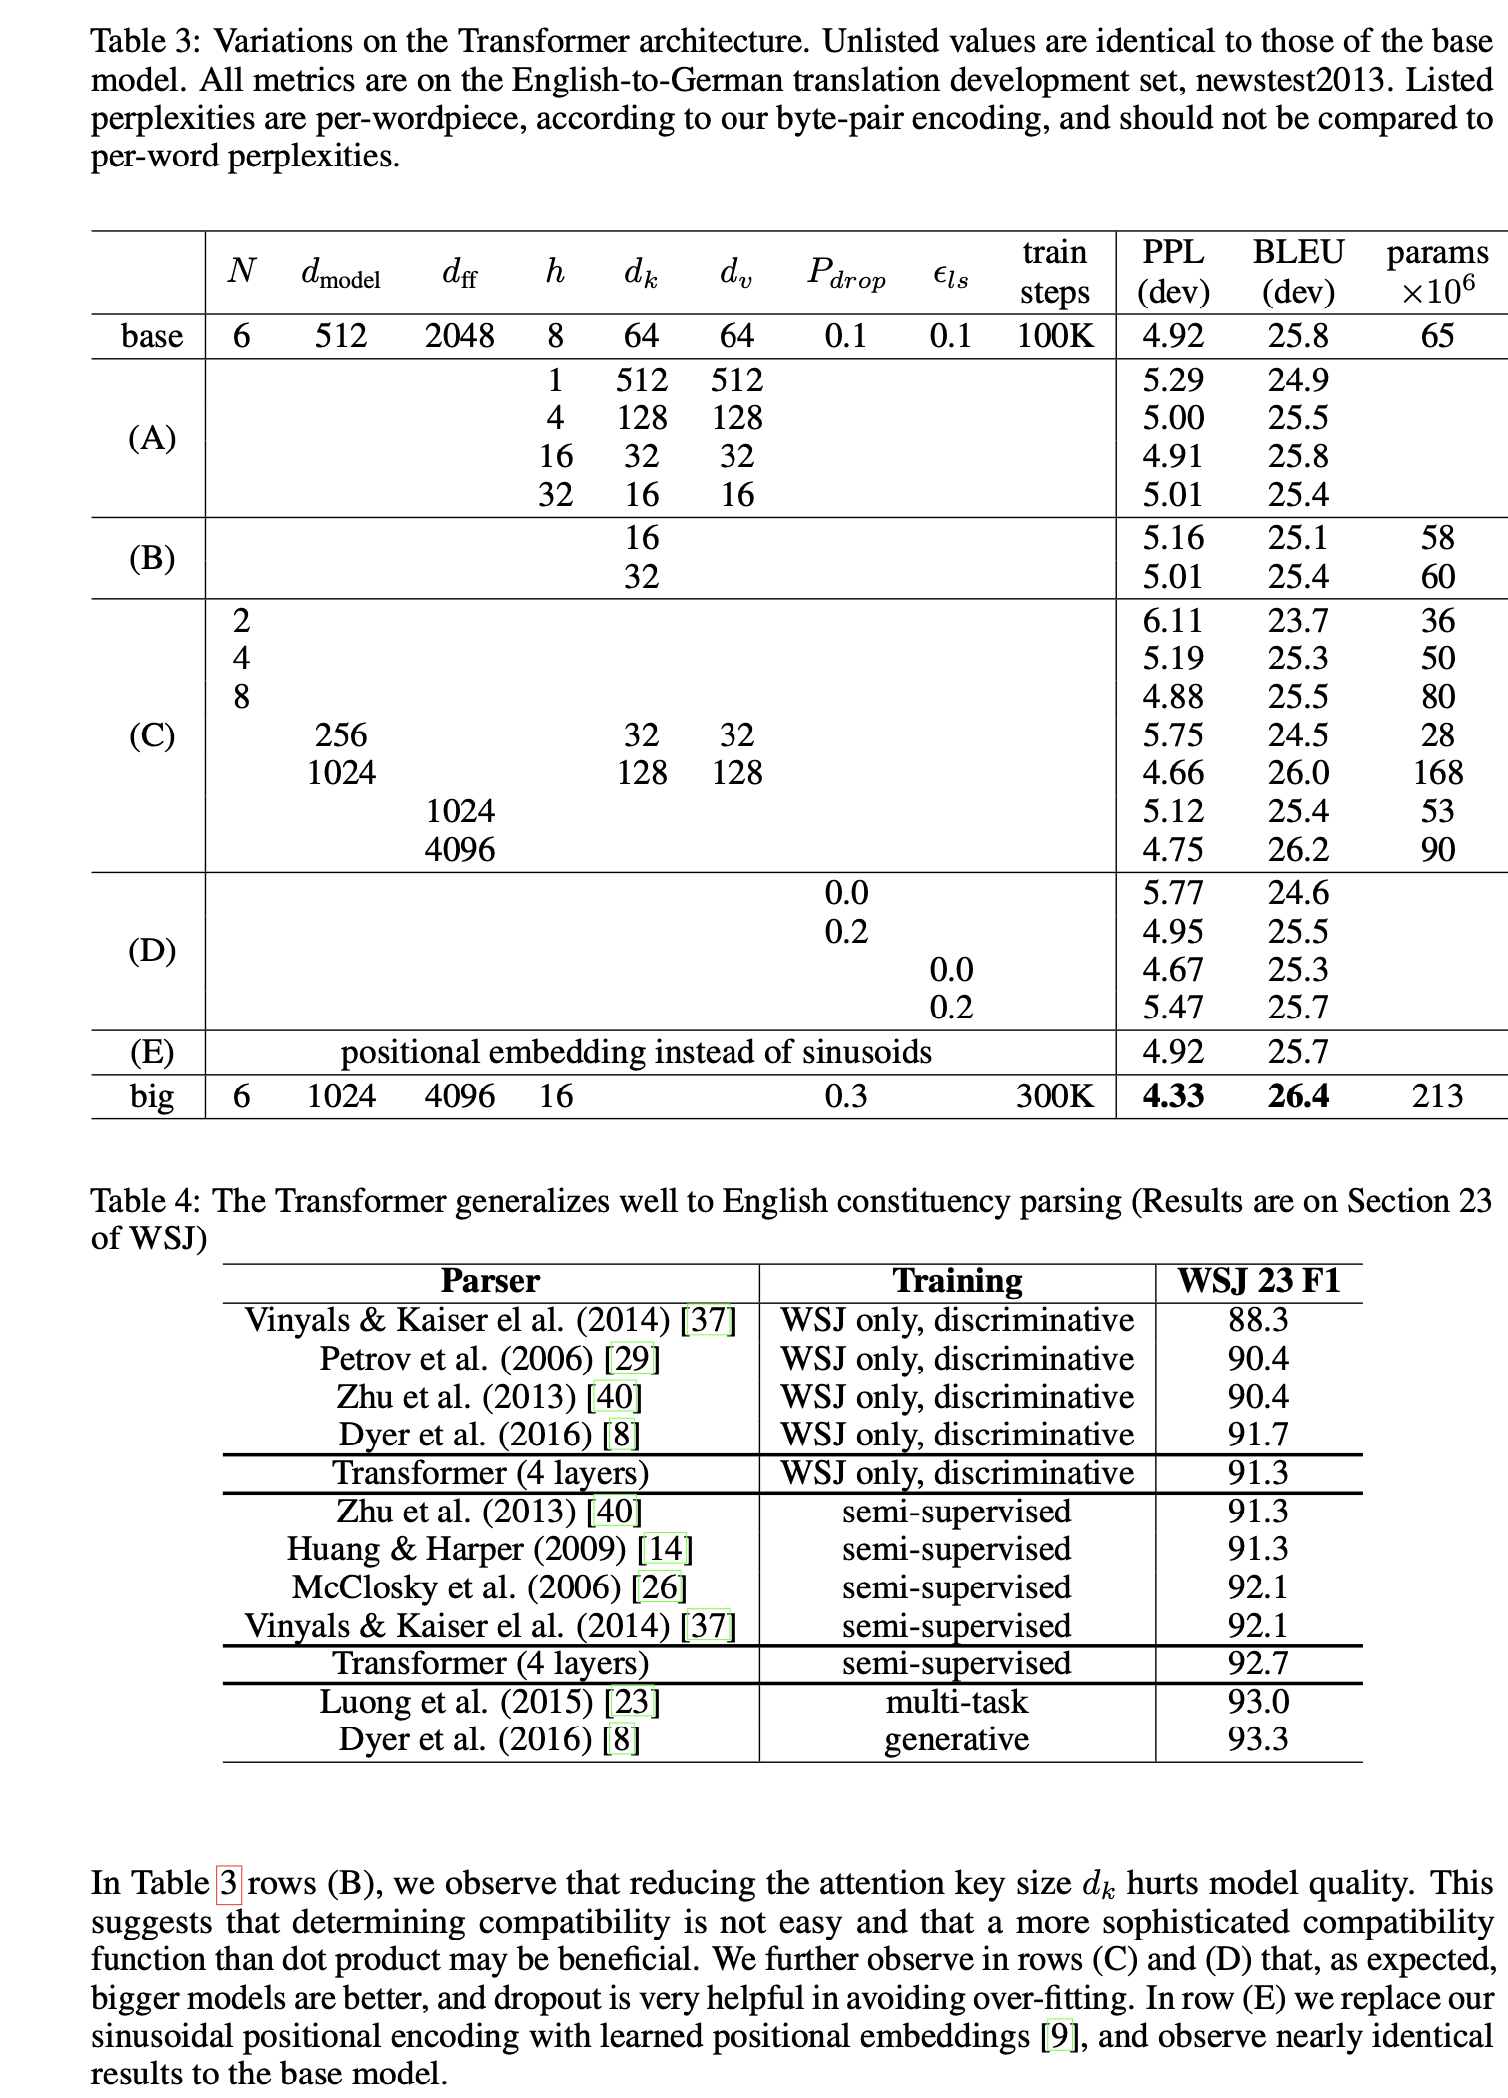 Table 3: Variations on the Transformer architecture. Unlisted values are identical to those of the base
model. All metrics are on the English-to-German translation development set, newstest2013. Listed
perplexities are per-wordpiece, according to our byte-pair encoding, and should not be compared to
per-word perplexities.
N d_model d_ff h d_k d_v P_drop ϵ_ls train steps PPL (dev) BLEU (dev) params ×10^6
base 6 512 2048 8 64 64 0.1 0.1 100K 4.92 25.8 65
(A)
1 512 512 5.29 24.9
4 128 128 5.00 25.5
16 32 32 4.91 25.8
32 16 16 5.01 25.4
(B)
16 5.16 25.1 58
32 5.01 25.4 60
(C)
2 6.11 23.7 36
4 5.19 25.3 50
8 4.88 25.5 80
256 32 32 5.75 24.5 28
1024 128 128 4.66 26.0 168
1024 5.12 25.4 53
4096 4.75 26.2 90
(D)
0.0 5.77 24.6
0.2 4.95 25.5
0.0 4.67 25.3
0.2 5.47 25.7
(E) positional embedding instead of sinusoids 4.92 25.7
big 6 1024 4096 16 0.3 300K 4.33 26.4 213
Table 4: The Transformer generalizes well to English constituency parsing (Results are on Section 23
of WSJ)
Parser Training WSJ 23 F1
Vinyals & Kaiser el al. (2014) [37] WSJ only, discriminative 88.3
Petrov et al. (2006) [29] WSJ only, discriminative 90.4
Zhu et al. (2013) [40] WSJ only, discriminative 90.4
Dyer et al. (2016) [8] WSJ only, discriminative 91.7
Transformer (4 layers) WSJ only, discriminative 91.3
Zhu et al. (2013) [40] semi-supervised 91.3
Huang & Harper (2009) [14] semi-supervised 91.3
McClosky et al. (2006) [26] semi-supervised 92.1
Vinyals & Kaiser el al. (2014) [37] semi-supervised 92.1
Transformer (4 layers) semi-supervised 92.7
Luong et al. (2015) [23] multi-task 93.0
Dyer et al. (2016) [8] generative 93.3
In Table 3 rows (B), we observe that reducing the attention key size d_k hurts model quality. This
suggests that determining compatibility is not easy and that a more sophisticated compatibility
function than dot product may be beneficial. We further observe in rows (C) and (D) that, as expected,
bigger models are better, and dropout is very helpful in avoiding over-fitting. In row (E) we replace our
sinusoidal positional encoding with learned positional embeddings [9], and observe nearly identical
results to the base model.